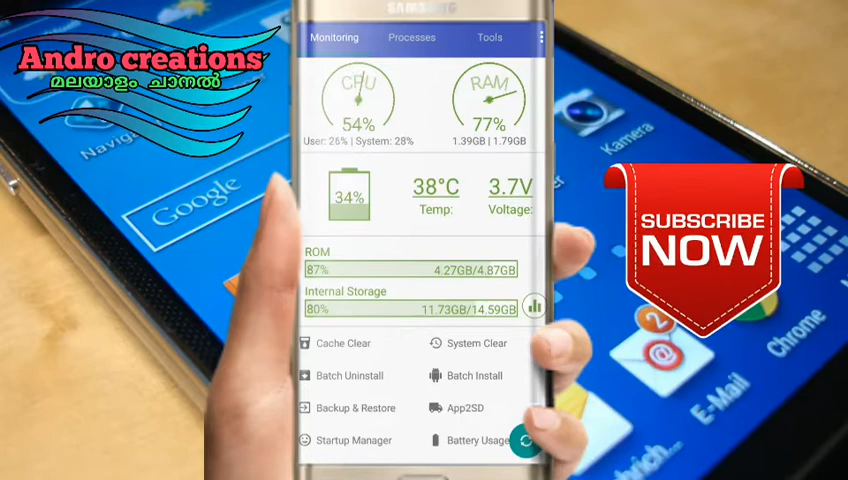 Andro creations
മലയാളം ചാനൽ
SAMSUNG
Monitoring
Processes
Tools
CPU
54%
User: 26% | System: 28%
RAM
77%
1.39GB | 1.79GB
34%
38°C
Temp:
3.7V
Voltage:
ROM
87% 4.27GB/4.87GB
Internal Storage
80% 11.73GB/14.59GB
Cache Clear
System Clear
Batch Uninstall
Batch Install
Backup & Restore
App2SD
Startup Manager
Battery Usage
Google
Kamera
SUBSCRIBE
NOW
2
@
E-Mail
Chrome